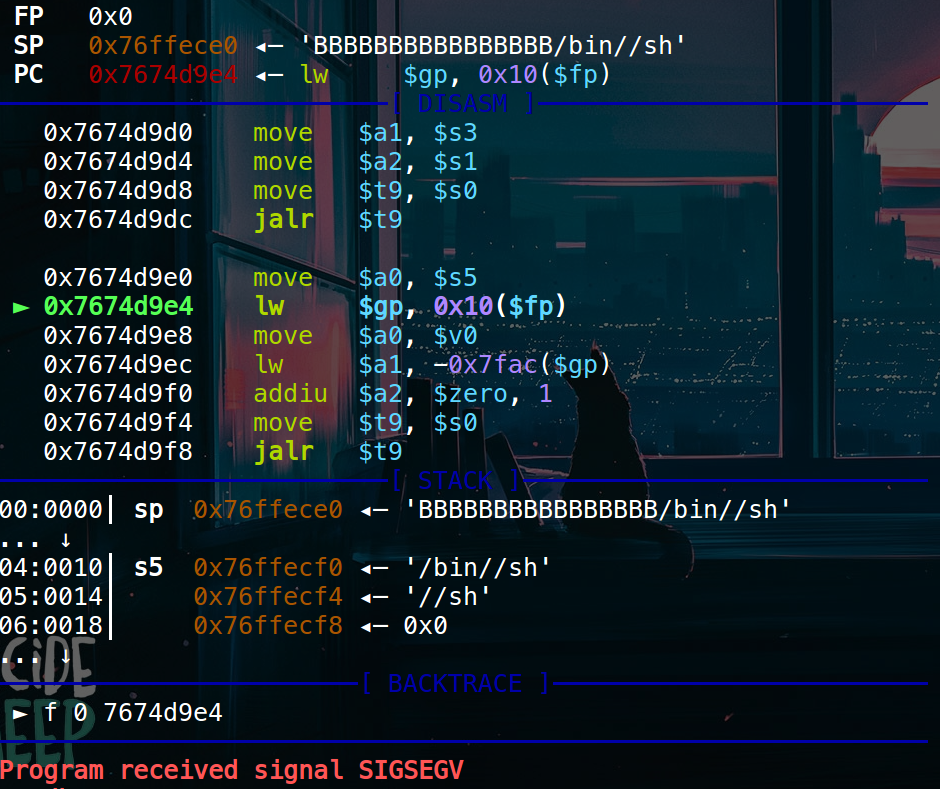 FP 0x0
SP 0x76ffece0 ◂— 'BBBBBBBBBBBBBBBB/bin//sh'
PC 0x7674d9e4 ◂— lw $gp, 0x10($fp)
[ DISASM ]
0x7674d9d0 move $a1, $s3
0x7674d9d4 move $a2, $s1
0x7674d9d8 move $t9, $s0
0x7674d9dc jalr $t9
0x7674d9e0 move $a0, $s5
► 0x7674d9e4 lw $gp, 0x10($fp)
0x7674d9e8 move $a0, $v0
0x7674d9ec lw $a1, -0x7fac($gp)
0x7674d9f0 addiu $a2, $zero, 1
0x7674d9f4 move $t9, $s0
0x7674d9f8 jalr $t9
[ STACK ]
00:0000│ sp 0x76ffece0 ◂— 'BBBBBBBBBBBBBBBB/bin//sh'
... ↓
04:0010│ s5 0x76ffecf0 ◂— '/bin//sh'
05:0014│ 0x76ffecf4 ◂— '//sh'
06:0018│ 0x76ffecf8 ◂— 0x0
... ↓
[ BACKTRACE ]
► f 0 7674d9e4
Program received signal SIGSEGV